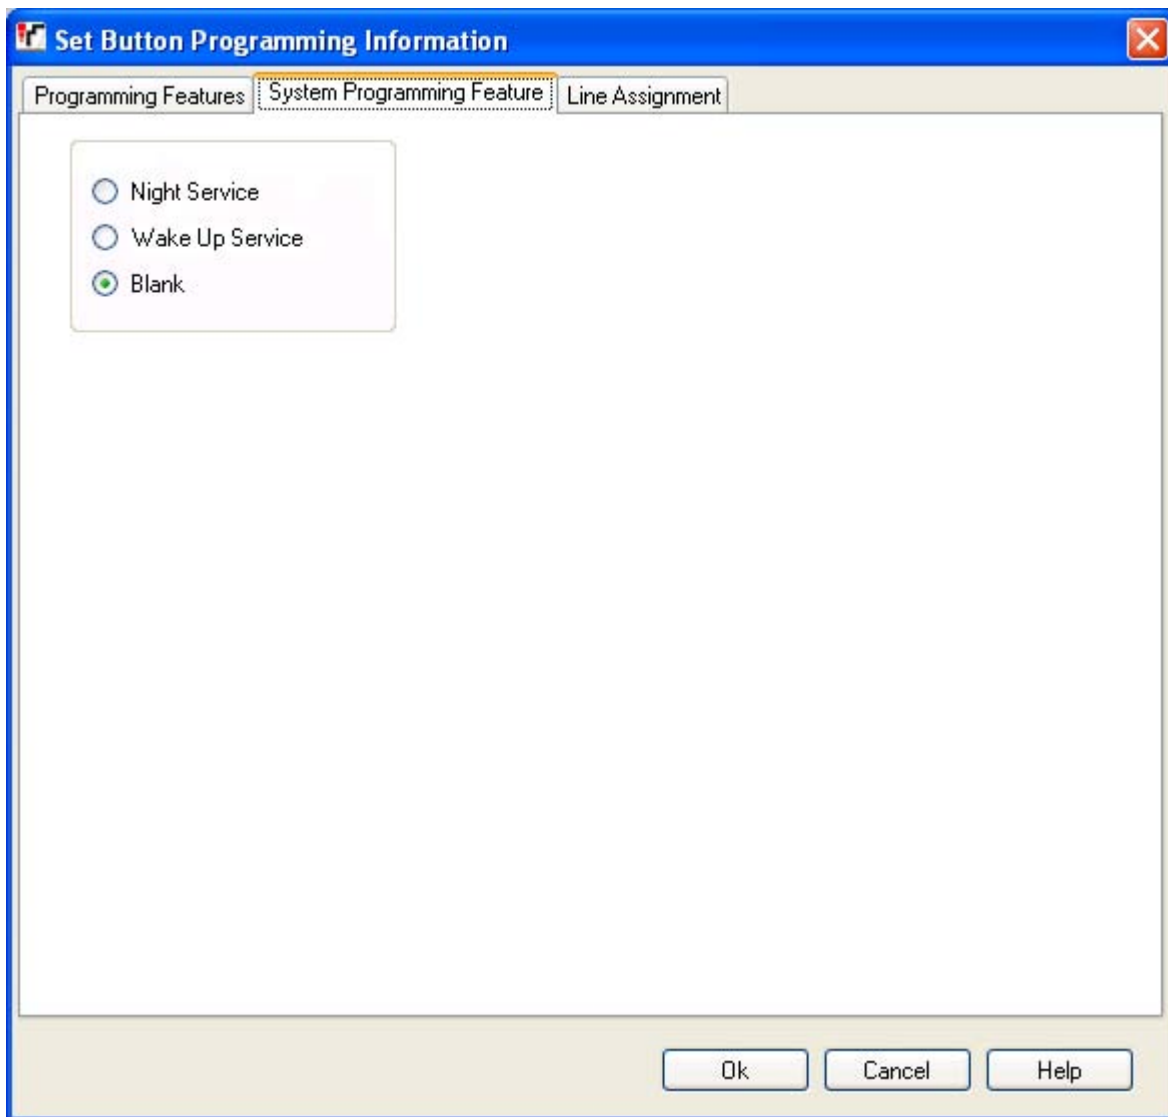 Set Button Programming Information
Programming Features System Programming Feature Line Assignment
Night Service
Wake Up Service
Blank
Ok Cancel Help